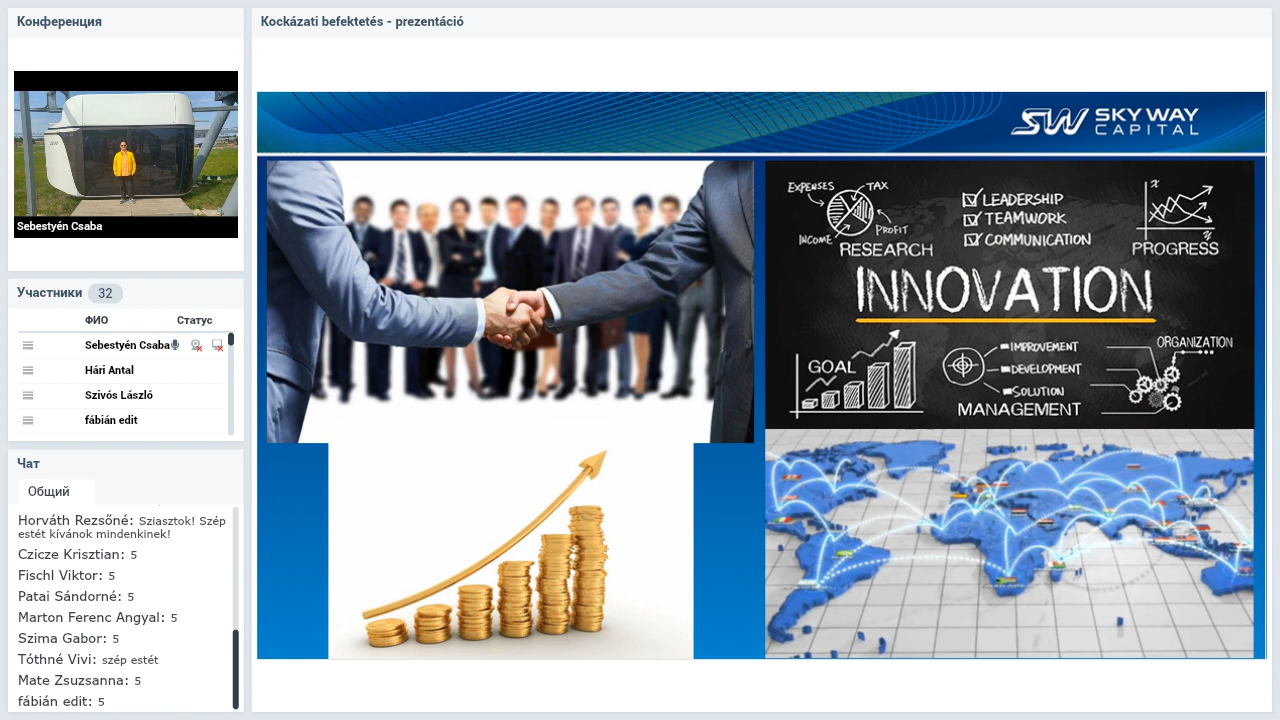 Конференция
Sebestyén Csaba
Участники 32
ФИО Статус
Sebestyén Csaba
Hári Antal
Szivós László
fábián edit
Чат
Общий
Horváth Rezsőné: Sziasztok! Szép
estét kívánok mindenkinek!
Czicze Krisztian: 5
Fischl Viktor: 5
Patai Sándorné: 5
Marton Ferenc Angyal: 5
Szima Gabor: 5
Tóthné Vivi: szép estét
Mate Zsuzsanna: 5
fábián edit: 5
Kockázati befektetés - prezentáció
SW SKY WAY
CAPITAL
EXPENSES TAX
INCOME PROFIT
RESEARCH
LEADERSHIP
TEAMWORK
COMMUNICATION
x
y
PROGRESS
INNOVATION
GOAL
IMPROVEMENT
DEVELOPMENT
SOLUTION
MANAGEMENT
ORGANIZATION